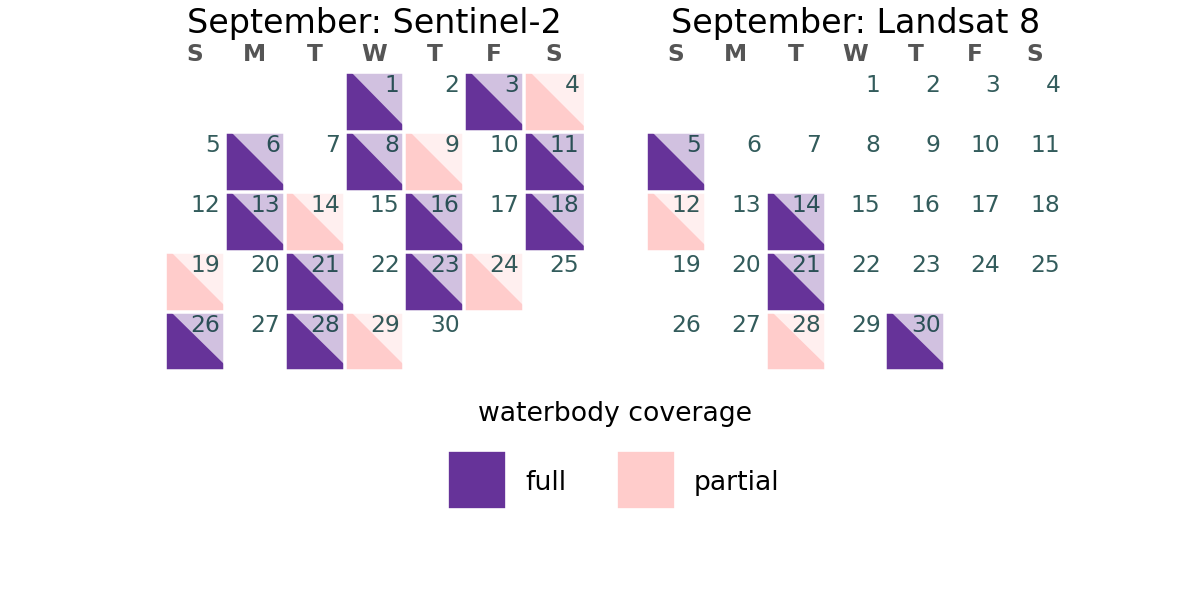 September: Sentinel-2
S M T W T F S
1 2 3 4
5 6 7 8 9 10 11
12 13 14 15 16 17 18
19 20 21 22 23 24 25
26 27 28 29 30
September: Landsat 8
S M T W T F S
1 2 3 4
5 6 7 8 9 10 11
12 13 14 15 16 17 18
19 20 21 22 23 24 25
26 27 28 29 30
waterbody coverage
full partial